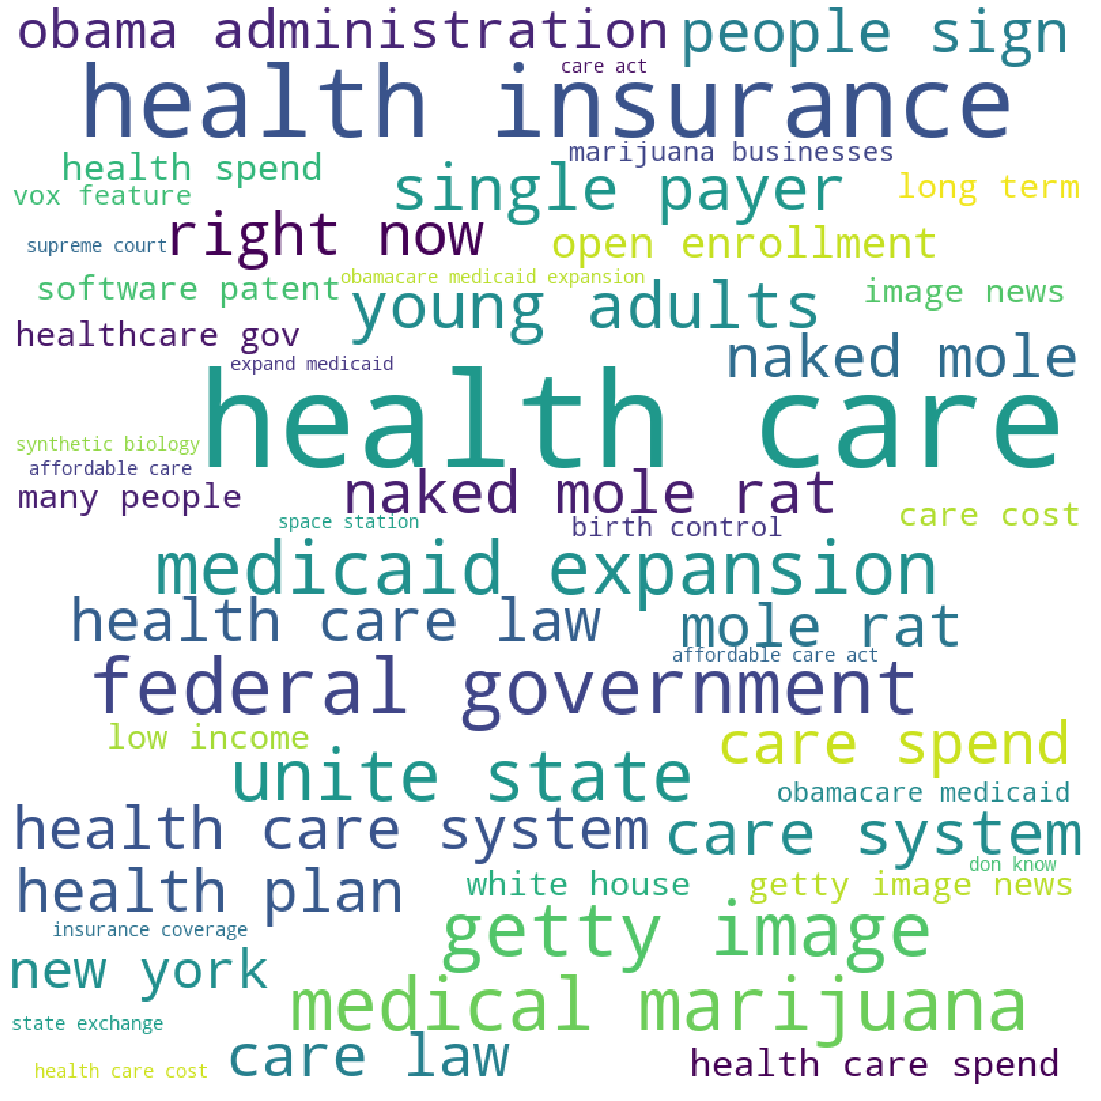 obama administration
people sign
health insurance
care act
marijuana businesses
health spend
single payer
long term
vox feature
right now
supreme court
open enrollment
obamacare medicaid expansion
software patent
young adults
image news
healthcare gov
naked mole
expand medicaid
health care
synthetic biology
affordable care
many people
naked mole rat
care cost
space station
birth control
medicaid expansion
health care law
mole rat
affordable care act
federal government
low income
care spend
unite state
obamacare medicaid
health care system
care system
don know
health plan
white house
getty image news
insurance coverage
getty image
new york
medical marijuana
state exchange
care law
health care spend
health care cost